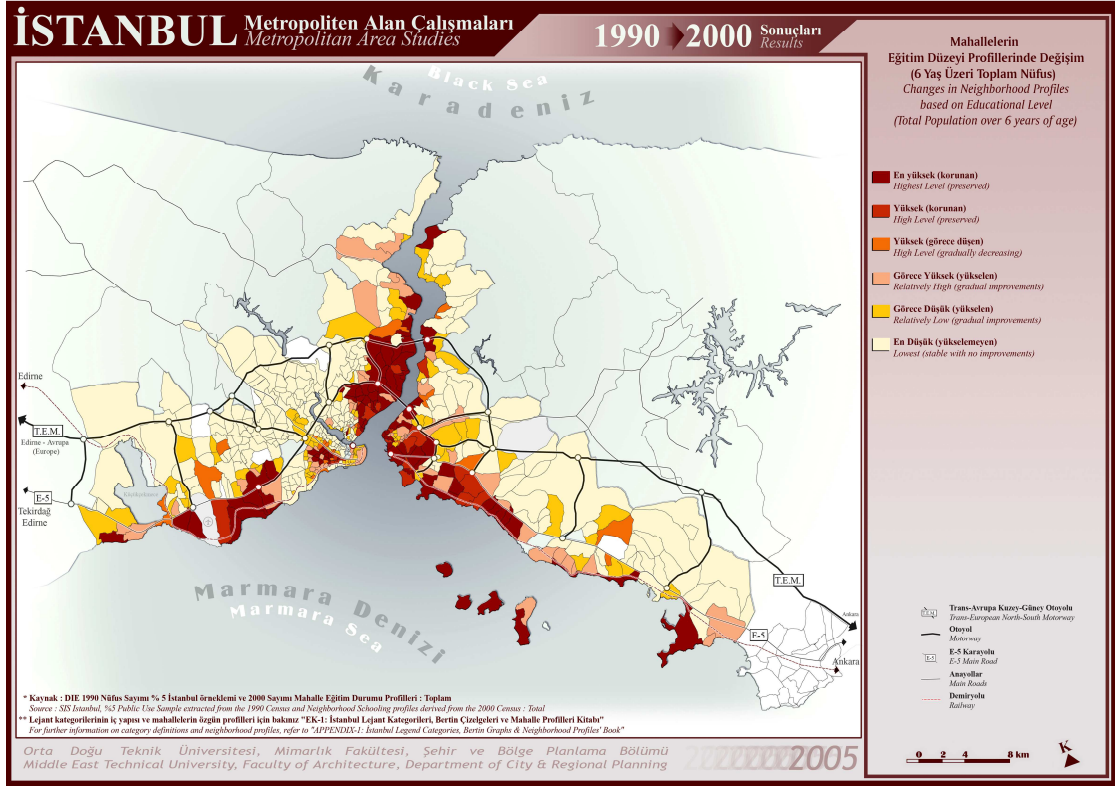 İSTANBUL
Metropoliten Alan Çalışmaları
Metropolitan Area Studies
1990 2000
Sonuçları
Results
Mahallelerin
Eğitim Düzeyi Profillerinde Değişim
(6 Yaş Üzeri Toplam Nüfus)
Changes in Neighborhood Profiles
based on Educational Level
(Total Population over 6 years of age)
En yüksek (korunan)
Highest Level (preserved)
Yüksek (korunan)
High Level (preserved)
Yüksek (görece düşen)
High Level (gradually decreasing)
Görece Yüksek (yükselen)
Relatively High (gradual improvements)
Görece Düşük (yükselen)
Relatively Low (gradual improvements)
En Düşük (yükselemeyen)
Lowest (stable with no improvements)
Black Sea
Karadeniz
Edirne
T.E.M.
Edirne - Avrupa
(Europe)
E-5
Tekirdağ
Edirne
Marmara Denizi
Marmara Sea
T.E.M.
Ankara
E-5
Ankara
T.E.M.
Trans-Avrupa Kuzey-Güney Otoyolu
Trans-European North-South Motorway
Otoyol
Motorway
E-5
E-5 Karayolu
E-5 Main Road
Anayollar
Main Roads
Demiryolu
Railway
0 2 4 8 km
K
* Kaynak : DIE 1990 Nüfus Sayımı % 5 İstanbul örneklemi ve 2000 Sayımı Mahalle Eğitim Durumu Profilleri : Toplam
Source : SIS Istanbul, %5 Public Use Sample extracted from the 1990 Census and Neighborhood Schooling profiles derived from the 2000 Census : Total
** Lejant kategorilerinin iç yapısı ve mahallelerin özgün profilleri için bakınız "EK-1: İstanbul Lejant Kategorileri, Bertin Çizelgeleri ve Mahalle Profilleri Kitabı"
For further information on category definitions and neighborhood profiles, refer to "APPENDIX-1: İstanbul Legend Categories, Bertin Graphs & Neighborhood Profiles' Book"
Orta Doğu Teknik Üniversitesi, Mimarlık Fakültesi, Şehir ve Bölge Planlama Bölümü
Middle East Technical University, Faculty of Architecture, Department of City & Regional Planning
2005